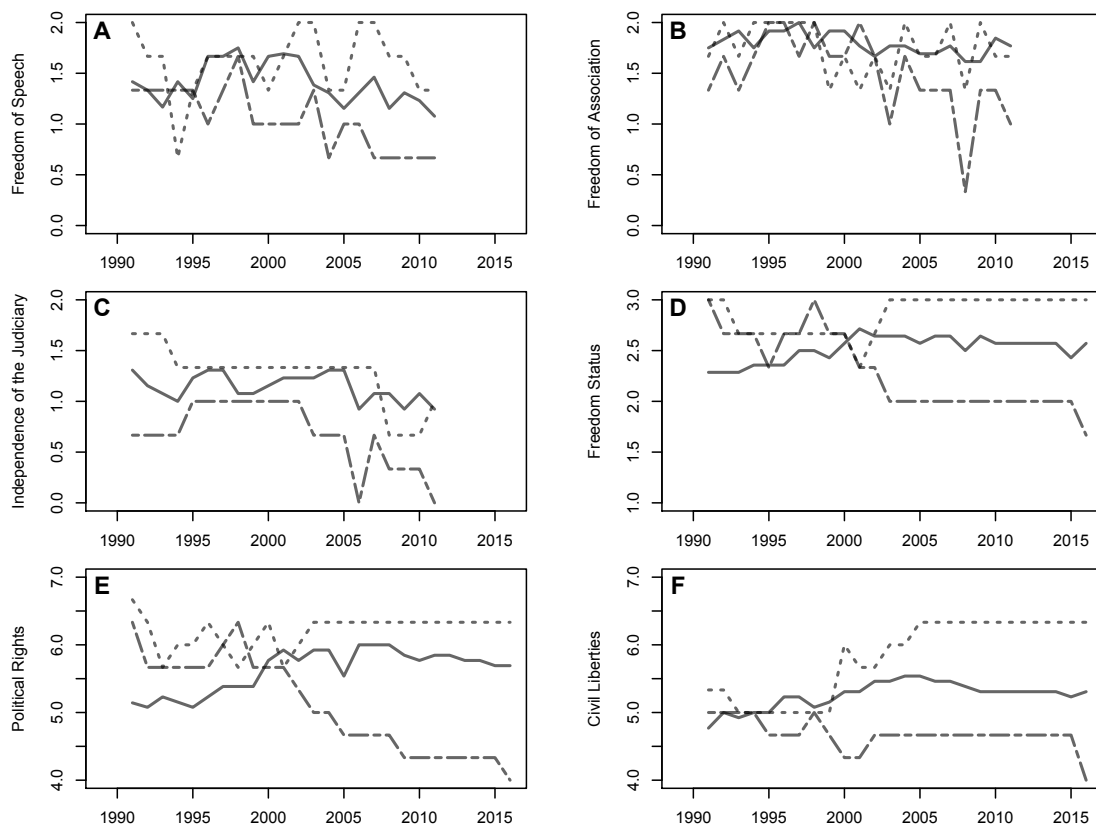 A
Freedom of Speech
0.0 0.5 1.0 1.5 2.0
1990 1995 2000 2005 2010 2015
B
Freedom of Association
0.0 0.5 1.0 1.5 2.0
1990 1995 2000 2005 2010 2015
C
Independence of the Judiciary
0.0 0.5 1.0 1.5 2.0
1990 1995 2000 2005 2010 2015
D
Freedom Status
1.0 1.5 2.0 2.5 3.0
1990 1995 2000 2005 2010 2015
E
Political Rights
4.0 5.0 6.0 7.0
1990 1995 2000 2005 2010 2015
F
Civil Liberties
4.0 5.0 6.0 7.0
1990 1995 2000 2005 2010 2015